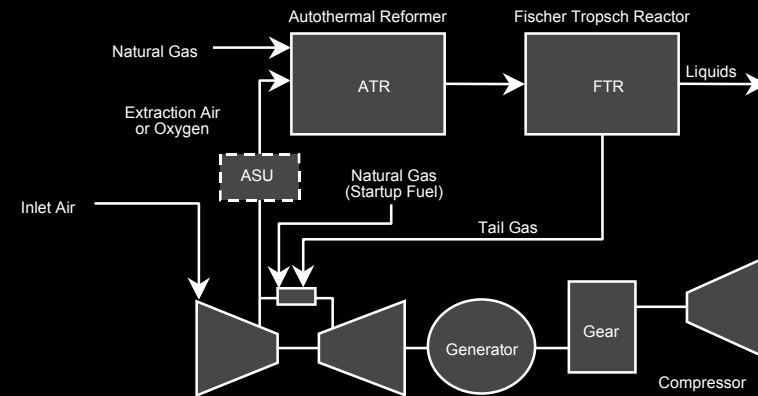 Autothermal Reformer
Fischer Tropsch Reactor
Natural Gas
ATR
FTR
Liquids
Extraction Air
or Oxygen
ASU
Natural Gas
(Startup Fuel)
Inlet Air
Tail Gas
Generator
Gear
Compressor